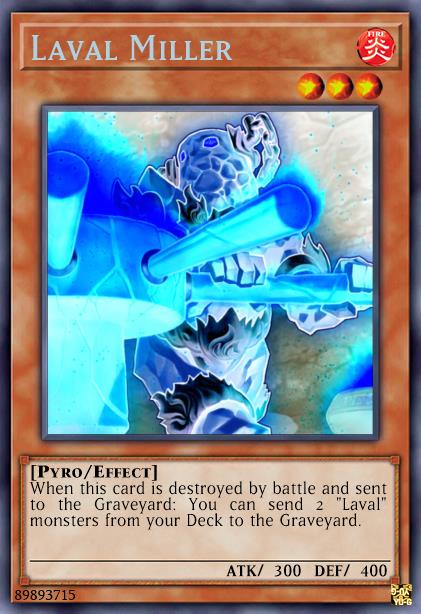 Laval Miller
FIRE
炎
[Pyro/Effect]
When this card is destroyed by battle and sent
to the Graveyard: You can send 2 "Laval"
monsters from your Deck to the Graveyard.
ATK/ 300 DEF/ 400
89893715